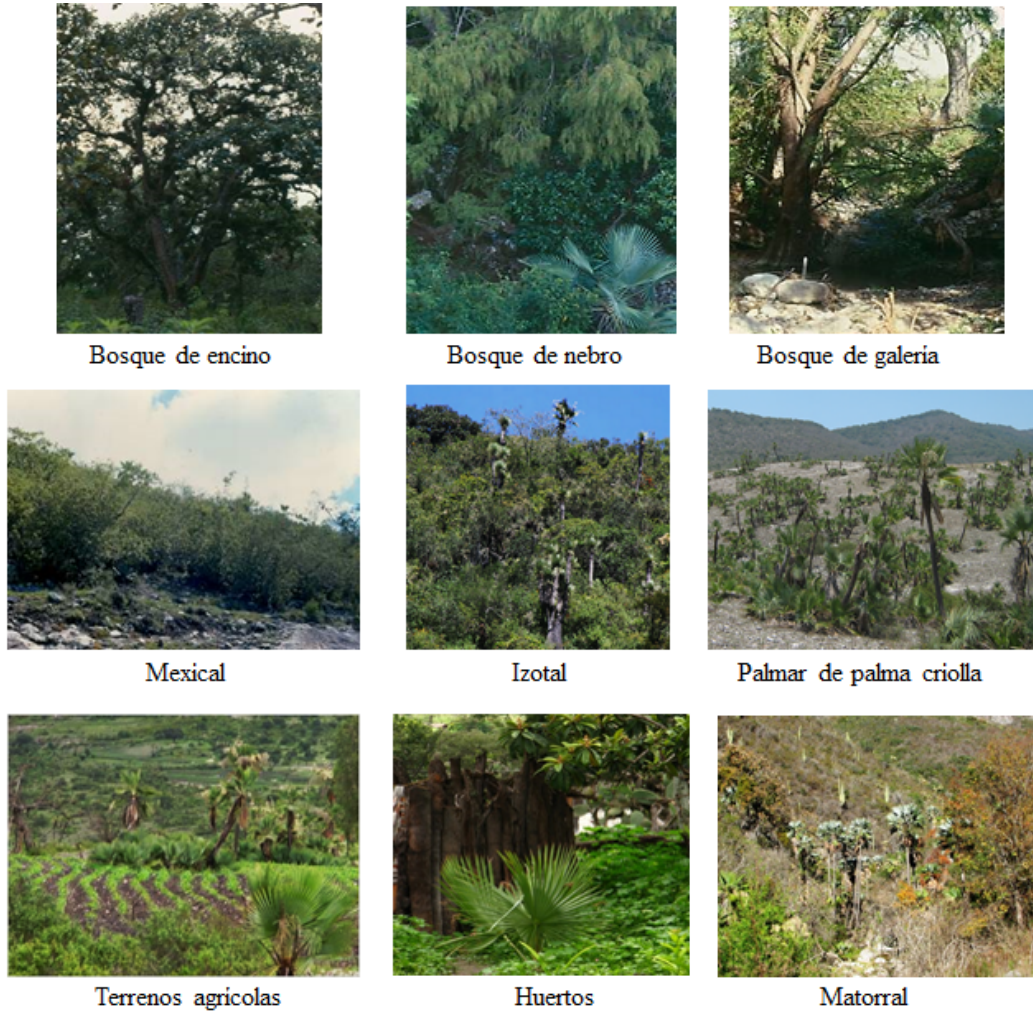 Bosque de encino
Bosque de nebro
Bosque de galería
Mexical
Izotal
Palmar de palma criolla
Terrenos agrícolas
Huertos
Matorral